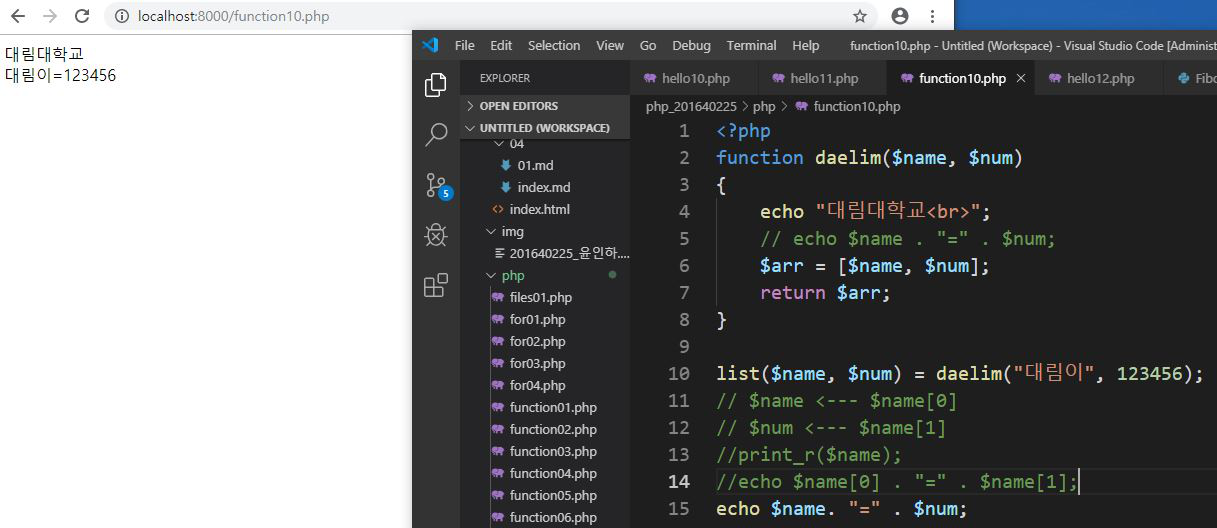 localhost:8000/function10.php
대림대학교
대림이=123456
File Edit Selection View Go Debug Terminal Help function10.php - Untitled (Workspace) - Visual Studio Code [Adminis
EXPLORER
hello10.php hello11.php function10.php hello12.php Fib
OPEN EDITORS
UNTITLED (WORKSPACE)
04
01.md
index.md
index.html
img
201640225_윤인하....
php
files01.php
for01.php
for02.php
for03.php
for04.php
function01.php
function02.php
function03.php
function04.php
function05.php
function06.php
5
php_201640225 > php > function10.php
1 <?php
2 function daelim($name, $num)
3 {
4 echo "대림대학교<br>";
5 // echo $name . "=" . $num;
6 $arr = [$name, $num];
7 return $arr;
8 }
9
10 list($name, $num) = daelim("대림이", 123456);
11 // $name <--- $name[0]
12 // $num <--- $name[1]
13 //print_r($name);
14 //echo $name[0] . "=" . $name[1];
15 echo $name. "=" . $num;